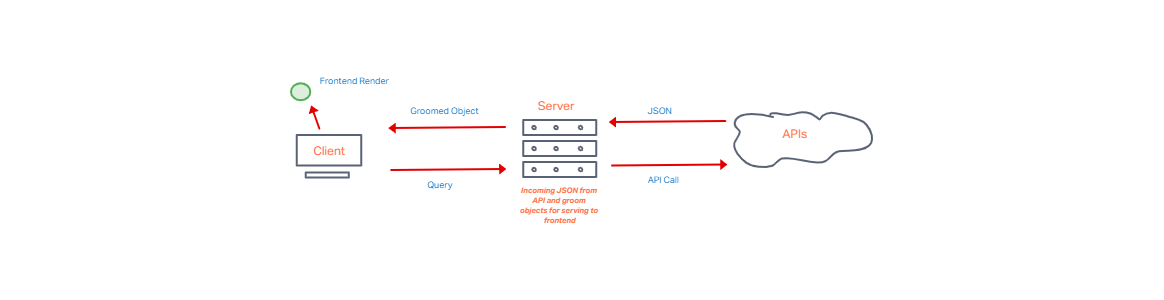 Frontend Render
Server
Groomed Object
JSON
APIs
Client
Query
API Call
Incoming JSON from
API and groom
objects for serving to
frontend